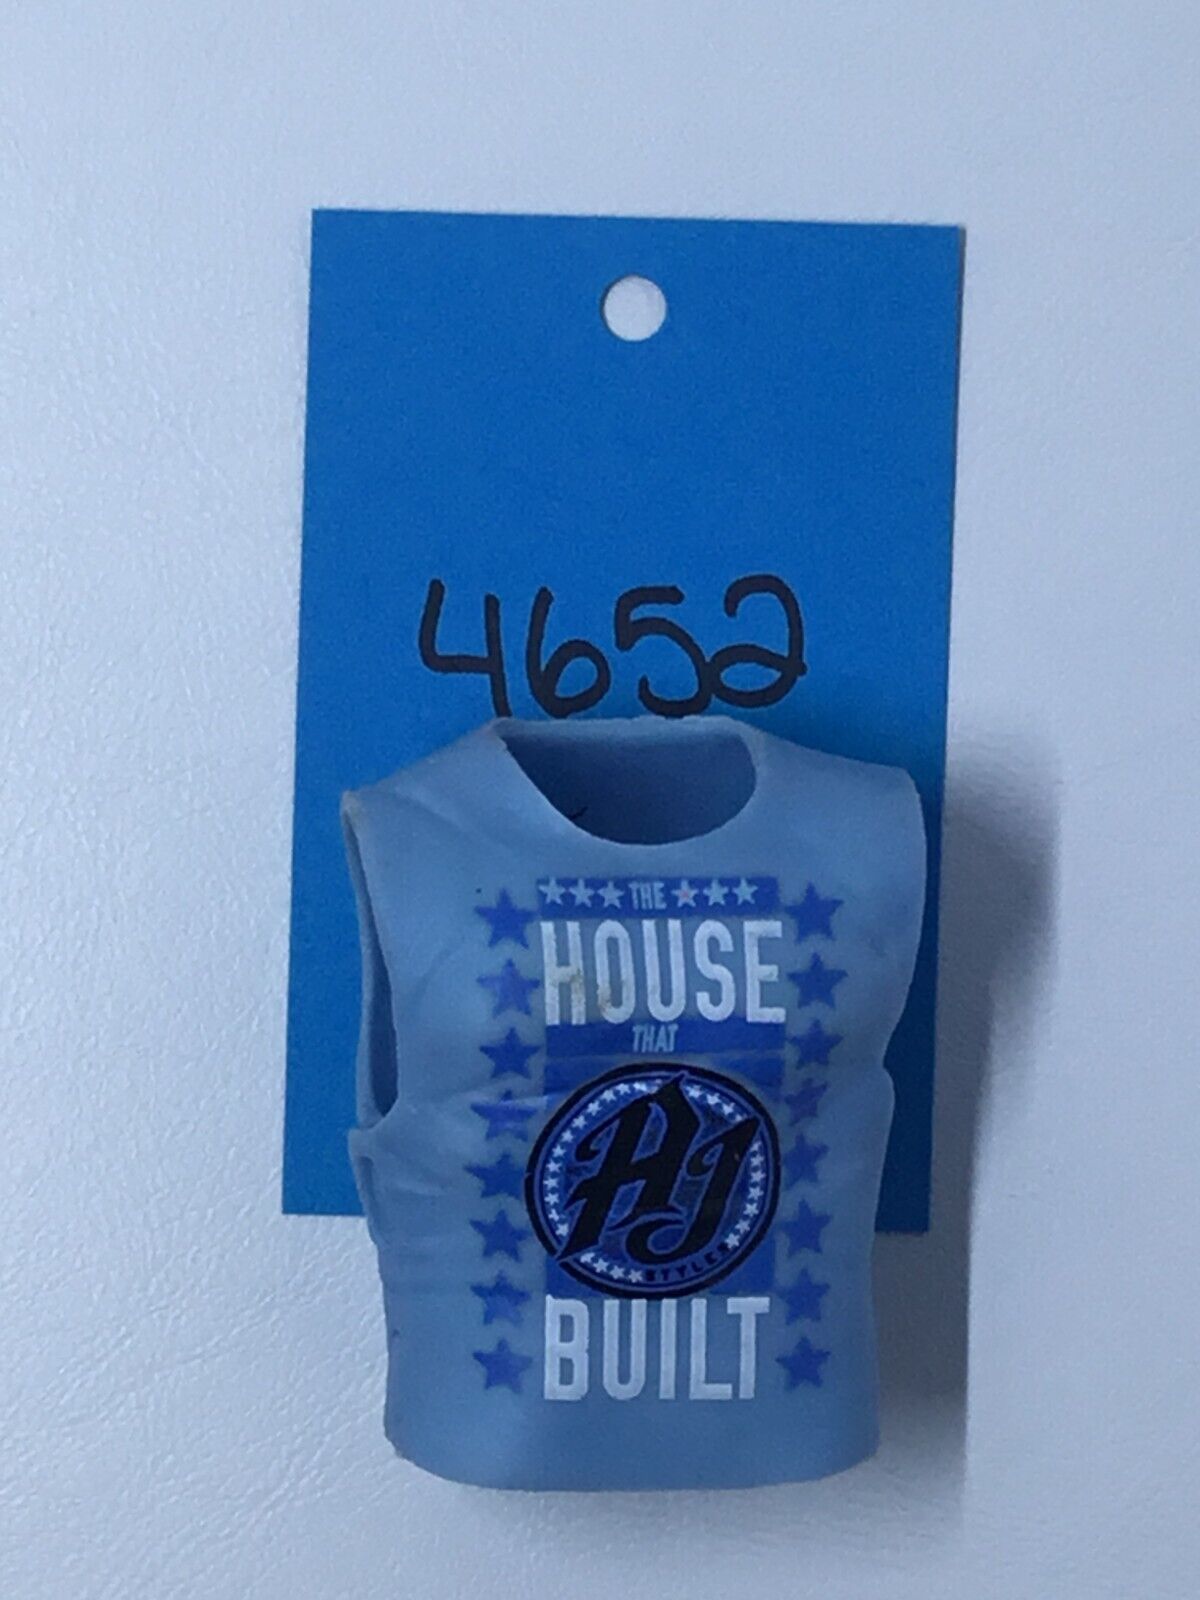 4652
THE
HOUSE
THAT
AJ
STYLES
BUILT